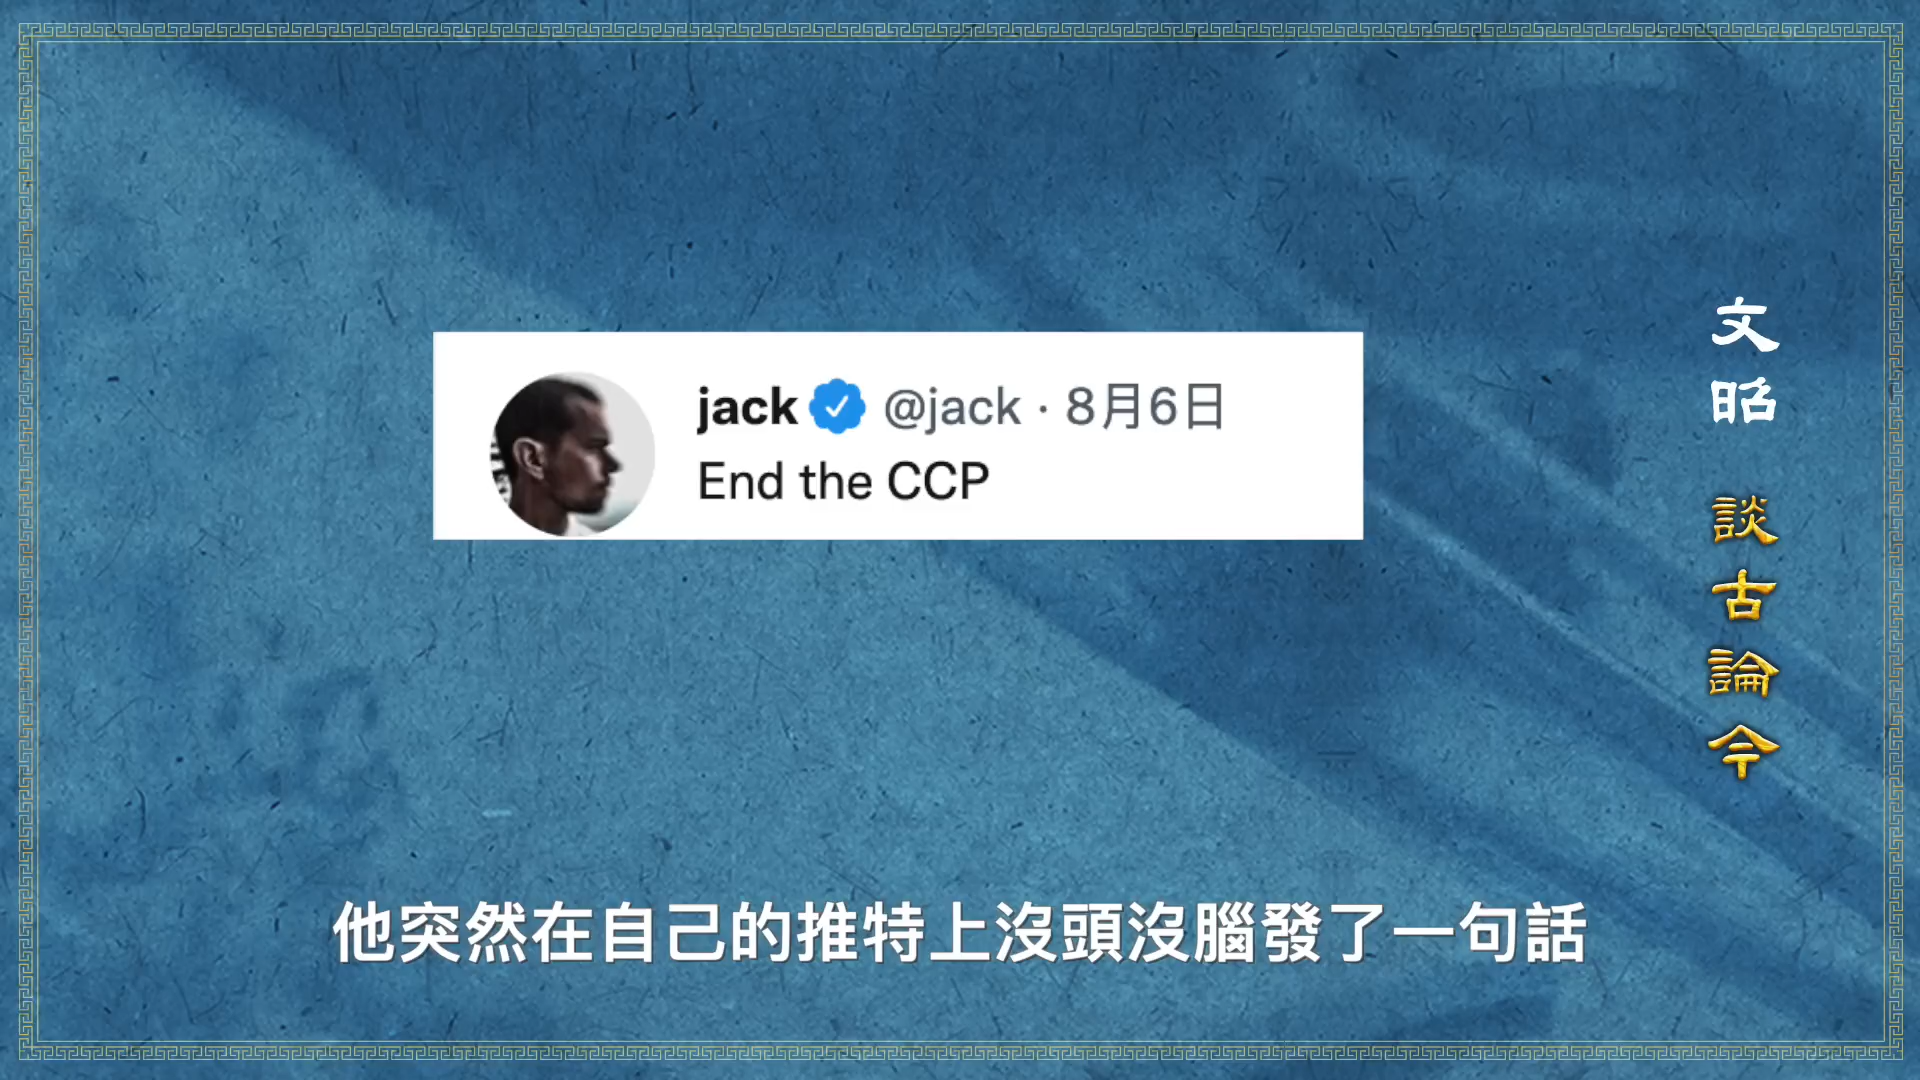 jack @jack · 8月6日
End the CCP
文昭
談古論今
他突然在自己的推特上沒頭沒腦發了一句話